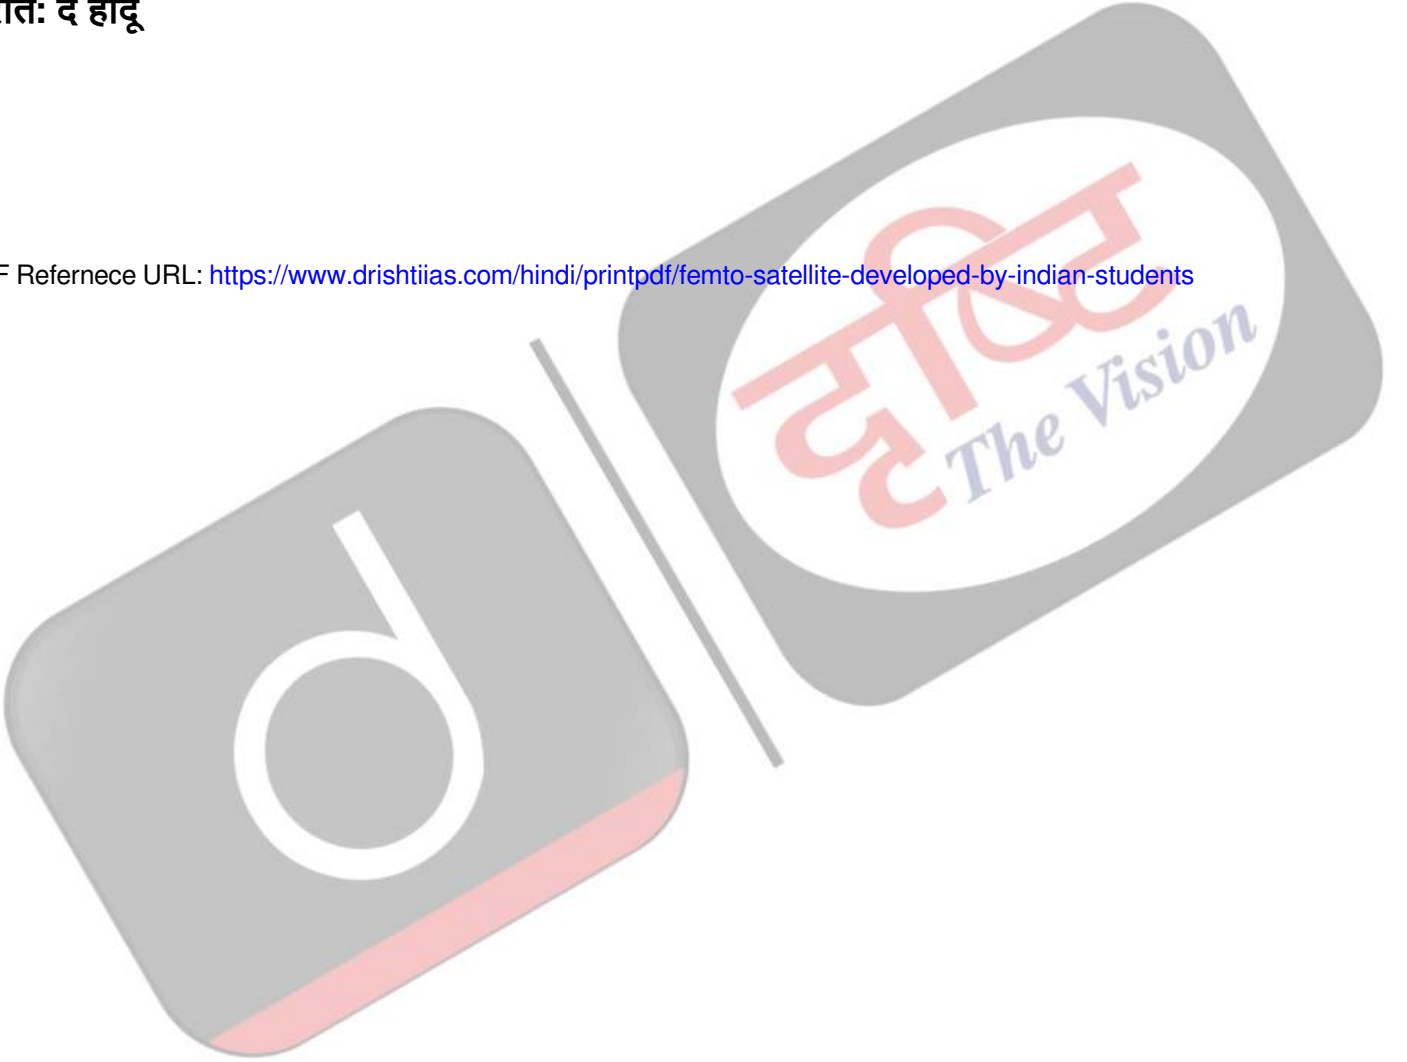 द हिंदू
F Refernece URL: https://www.drishtiias.com/hindi/printpdf/femto-satellite-developed-by-indian-students
दृष्टि
The Vision
d